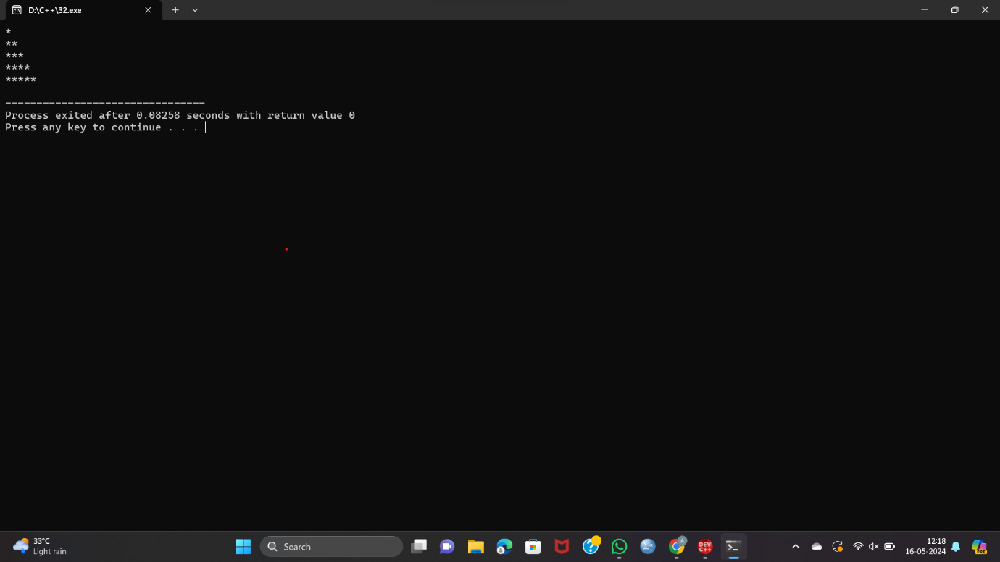 D:\C++\32.exe
*
**
***
****
*****
--------------------------------
Process exited after 0.08258 seconds with return value 0
Press any key to continue . . .
33°C
Light rain
Search
A
DEV
C++
12:18
16-05-2024
PRE